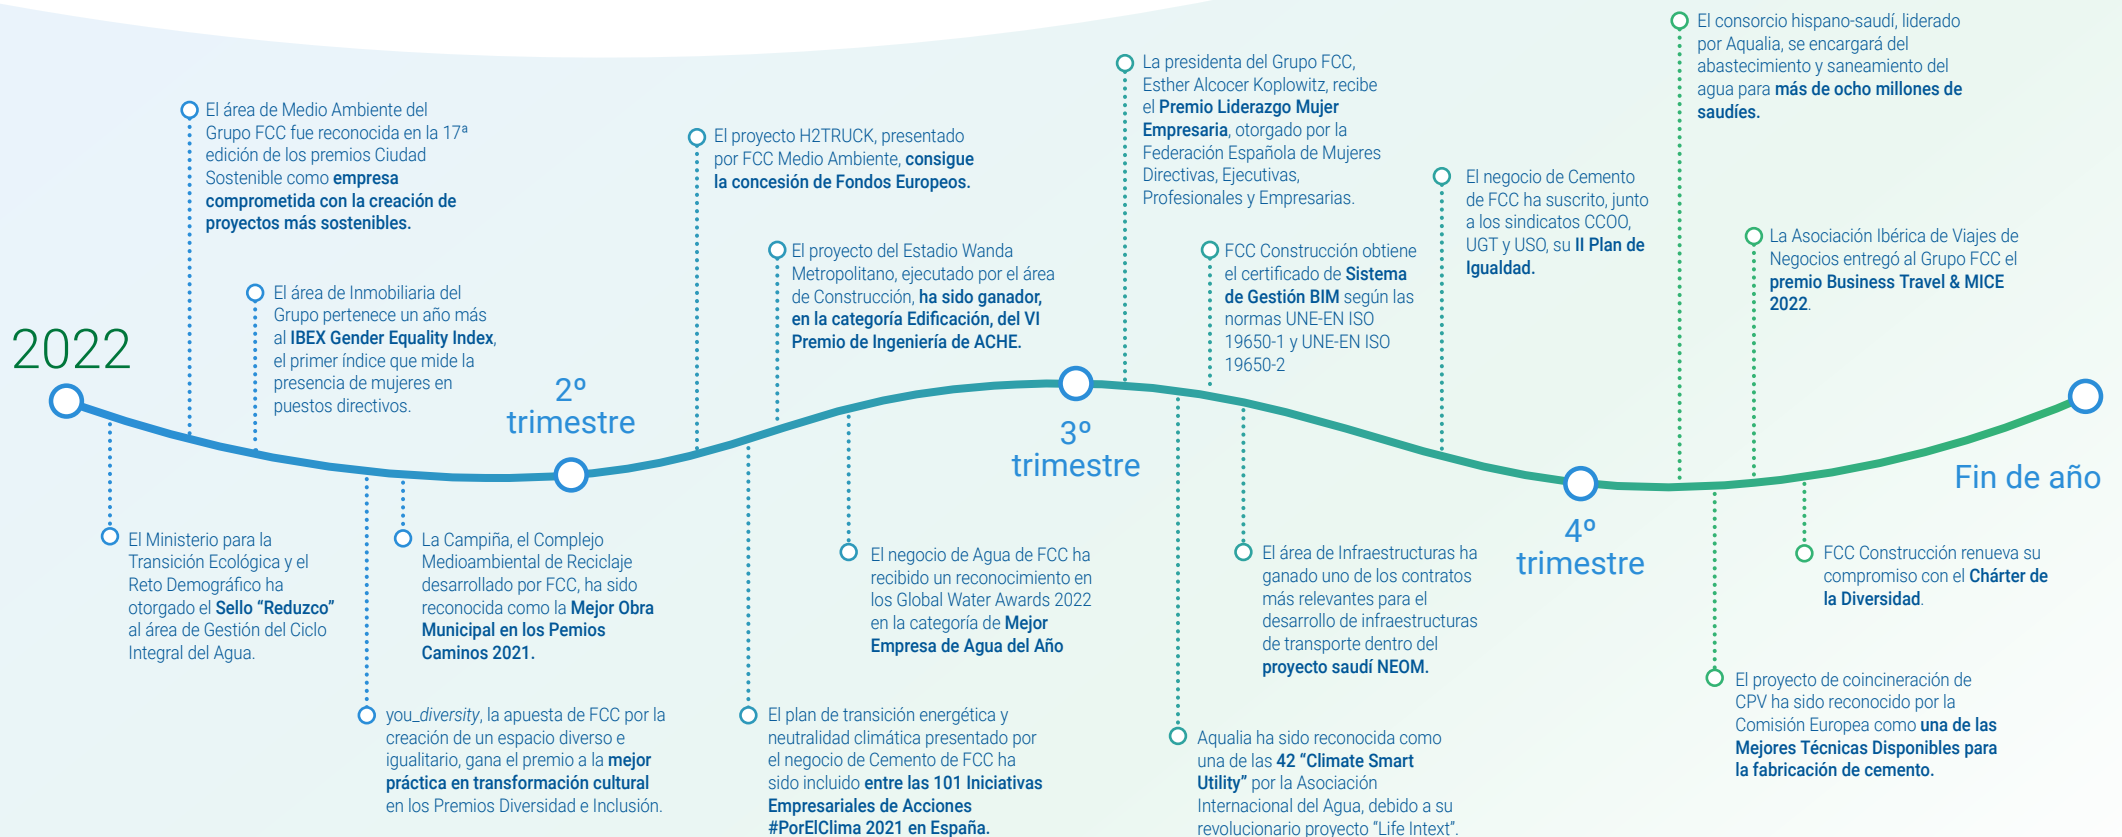 2022
El Ministerio para la
Transición Ecológica y el
Reto Demográfico ha
otorgado el Sello “Reduzco”
al área de Gestión del Ciclo
Integral del Agua.
El área de Medio Ambiente del
Grupo FCC fue reconocida en la 17ª
edición de los premios Ciudad
Sostenible como empresa
comprometida con la creación de
proyectos más sostenibles.
El área de Inmobiliaria del
Grupo pertenece un año más
al IBEX Gender Equality Index,
el primer índice que mide la
presencia de mujeres en
puestos directivos.
you_diversity, la apuesta de FCC por la
creación de un espacio diverso e
igualitario, gana el premio a la mejor
práctica en transformación cultural
en los Premios Diversidad e Inclusión.
La Campiña, el Complejo
Medioambiental de Reciclaje
desarrollado por FCC, ha sido
reconocida como la Mejor Obra
Municipal en los Pemios
Caminos 2021.
2º
trimestre
El proyecto H2TRUCK, presentado
por FCC Medio Ambiente, consigue
la concesión de Fondos Europeos.
El plan de transición energética y
neutralidad climática presentado por
el negocio de Cemento de FCC ha
sido incluido entre las 101 Iniciativas
Empresariales de Acciones
#PorElClima 2021 en España.
El proyecto del Estadio Wanda
Metropolitano, ejecutado por el área
de Construcción, ha sido ganador,
en la categoría Edificación, del VI
Premio de Ingeniería de ACHE.
El negocio de Agua de FCC ha
recibido un reconocimiento en
los Global Water Awards 2022
en la categoría de Mejor
Empresa de Agua del Año
3º
trimestre
La presidenta del Grupo FCC,
Esther Alcocer Koplowitz, recibe
el Premio Liderazgo Mujer
Empresaria, otorgado por la
Federación Española de Mujeres
Directivas, Ejecutivas,
Profesionales y Empresarias.
Aqualia ha sido reconocida como
una de las 42 “Climate Smart
Utility” por la Asociación
Internacional del Agua, debido a su
revolucionario proyecto “Life Intext”.
FCC Construcción obtiene
el certificado de Sistema
de Gestión BIM según las
normas UNE-EN ISO
19650-1 y UNE-EN ISO
19650-2
El área de Infraestructuras ha
ganado uno de los contratos
más relevantes para el
desarrollo de infraestructuras
de transporte dentro del
proyecto saudí NEOM.
El negocio de Cemento
de FCC ha suscrito, junto
a los sindicatos CCOO,
UGT y USO, su II Plan de
Igualdad.
4º
trimestre
El consorcio hispano-saudí, liderado
por Aqualia, se encargará del
abastecimiento y saneamiento del
agua para más de ocho millones de
saudíes.
El proyecto de coincineración de
CPV ha sido reconocido por la
Comisión Europea como una de las
Mejores Técnicas Disponibles para
la fabricación de cemento.
La Asociación Ibérica de Viajes de
Negocios entregó al Grupo FCC el
premio Business Travel & MICE
2022.
FCC Construcción renueva su
compromiso con el Chárter de
la Diversidad.
Fin de año